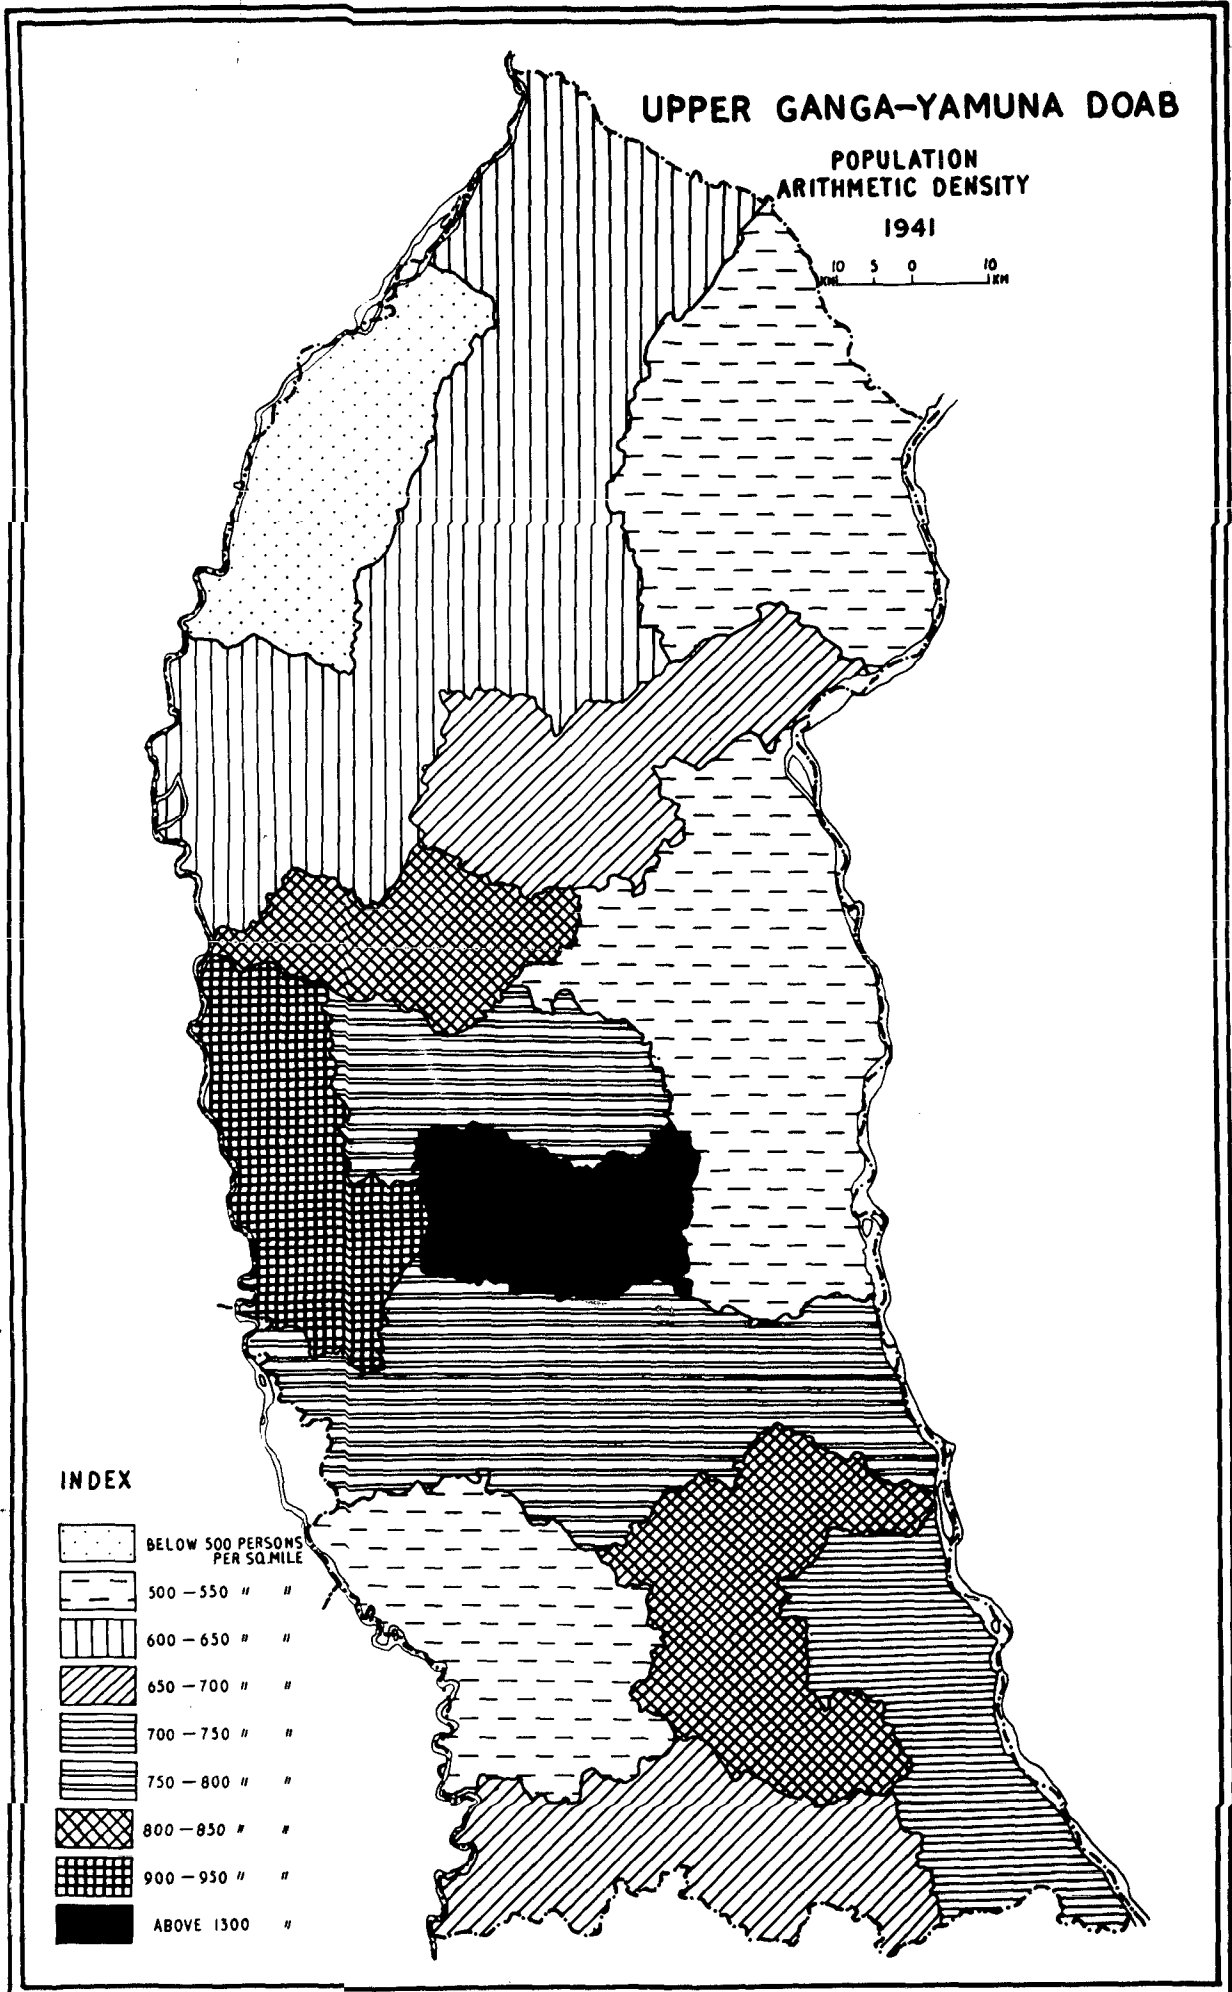 UPPER GANGA-YAMUNA DOAB
POPULATION
ARITHMETIC DENSITY
1941
10 5 0 10
KM KM
INDEX
BELOW 500 PERSONS
PER SQ.MILE
500 - 550 " "
600 - 650 " "
650 - 700 " "
700 - 750 " "
750 - 800 " "
800 - 850 " "
900 - 950 " "
ABOVE 1300 "